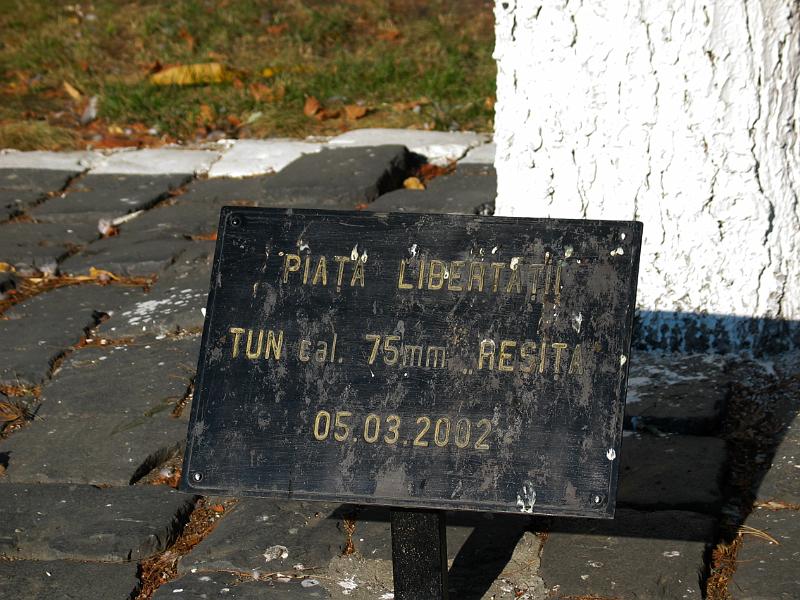 PIAȚA LIBERTĂȚII
TUN cal. 75mm „REȘIȚA"
05.03.2002